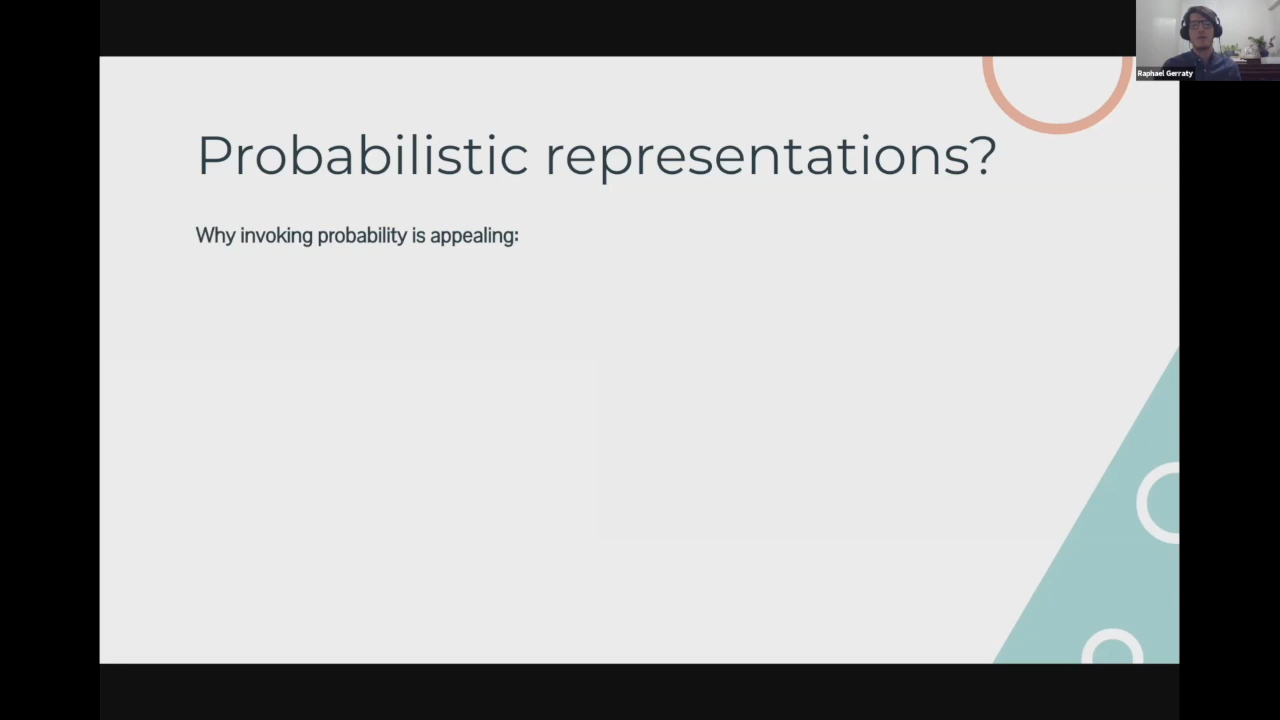 Raphael Gerraty
Probabilistic representations?
Why invoking probability is appealing: